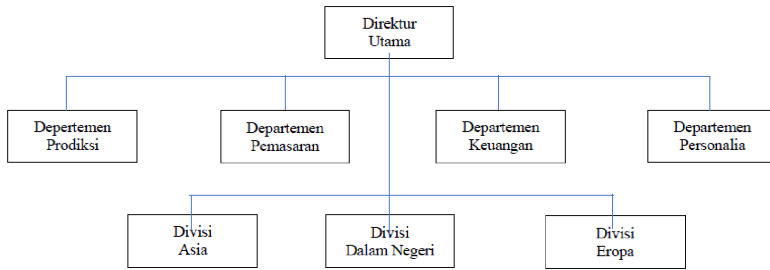 Direktur
Utama
Depertemen
Prodiksi
Departemen
Pemasaran
Departemen
Keuangan
Departemen
Personalia
Divisi
Asia
Divisi
Dalam Negeri
Divisi
Eropa